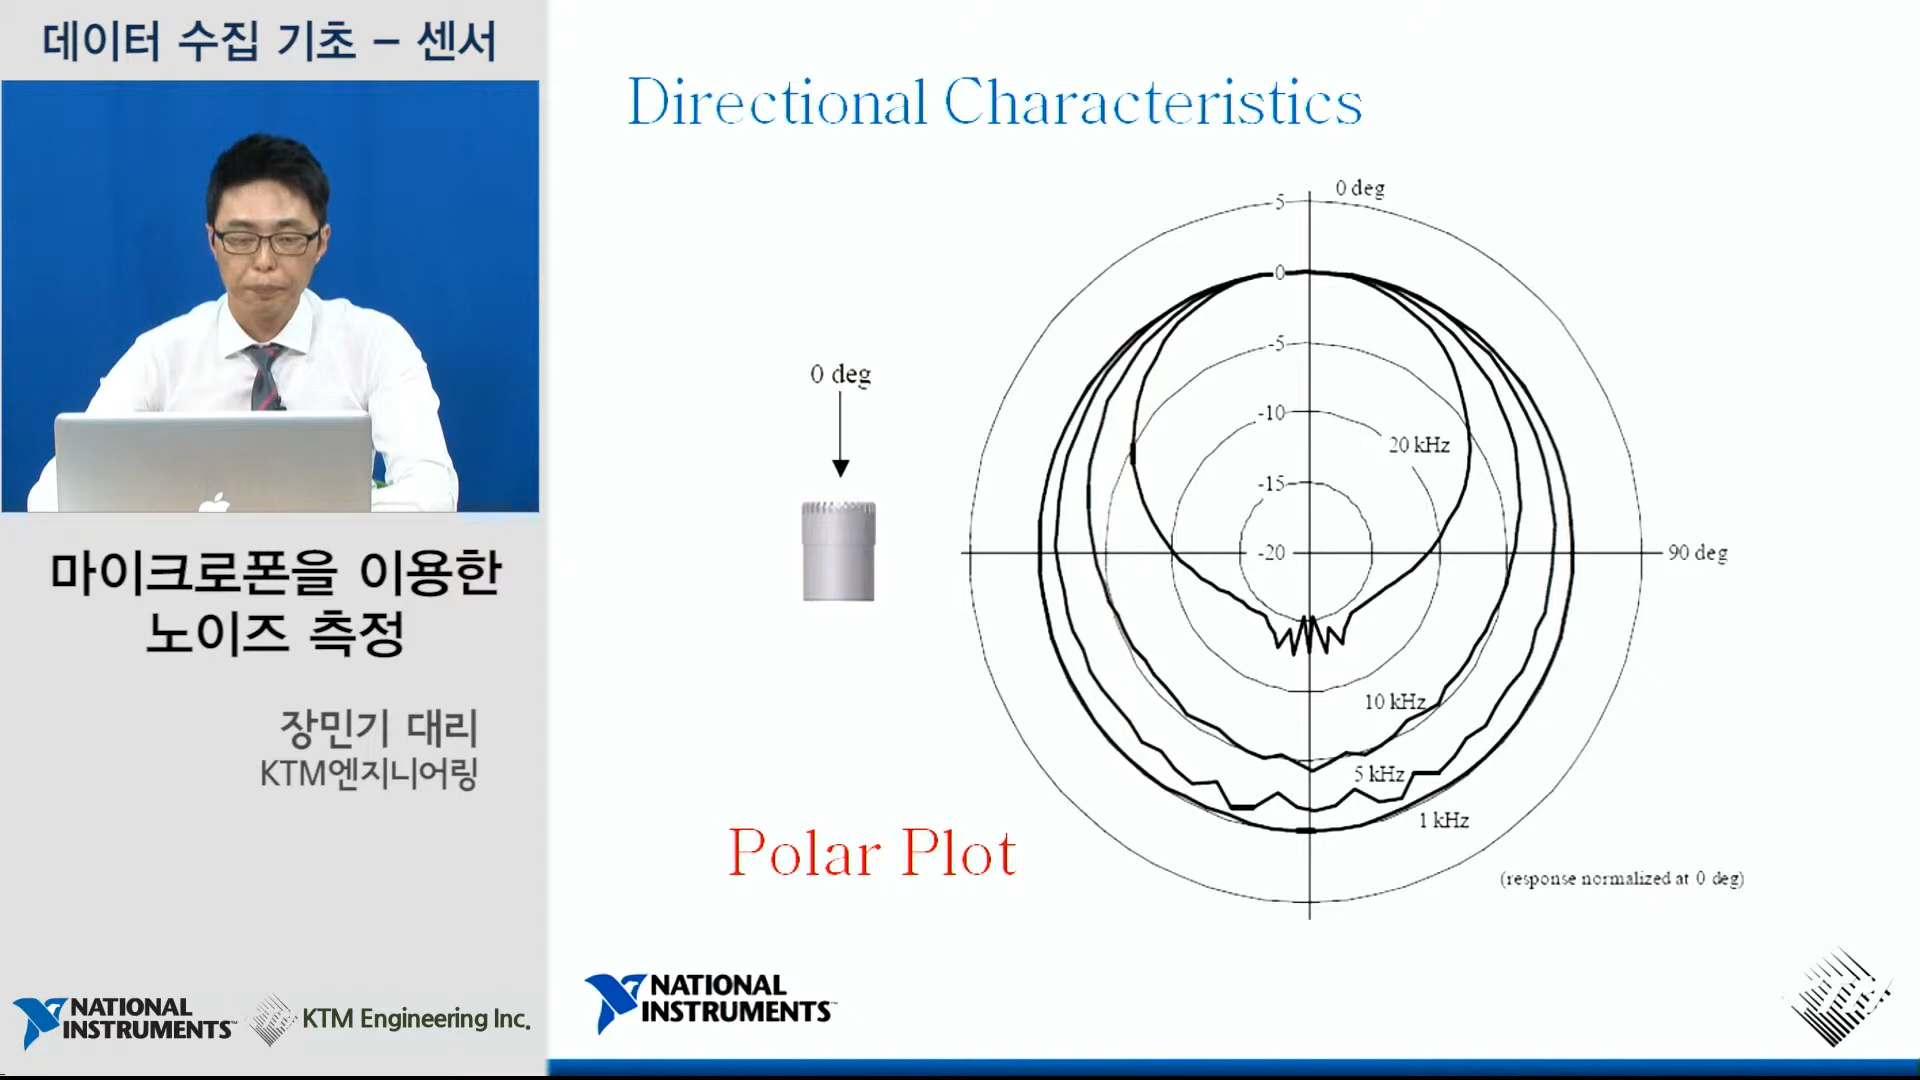 데이터 수집 기초 – 센서
마이크로폰을 이용한
노이즈 측정
장민기 대리
KTM엔지니어링
NATIONAL
INSTRUMENTS
KTM Engineering Inc.
Directional Characteristics
0 deg
0 deg
5
0
-5
-10
-15
-20
20 kHz
90 deg
10 kHz
5 kHz
1 kHz
Polar Plot
(response normalized at 0 deg)
NATIONAL
INSTRUMENTS